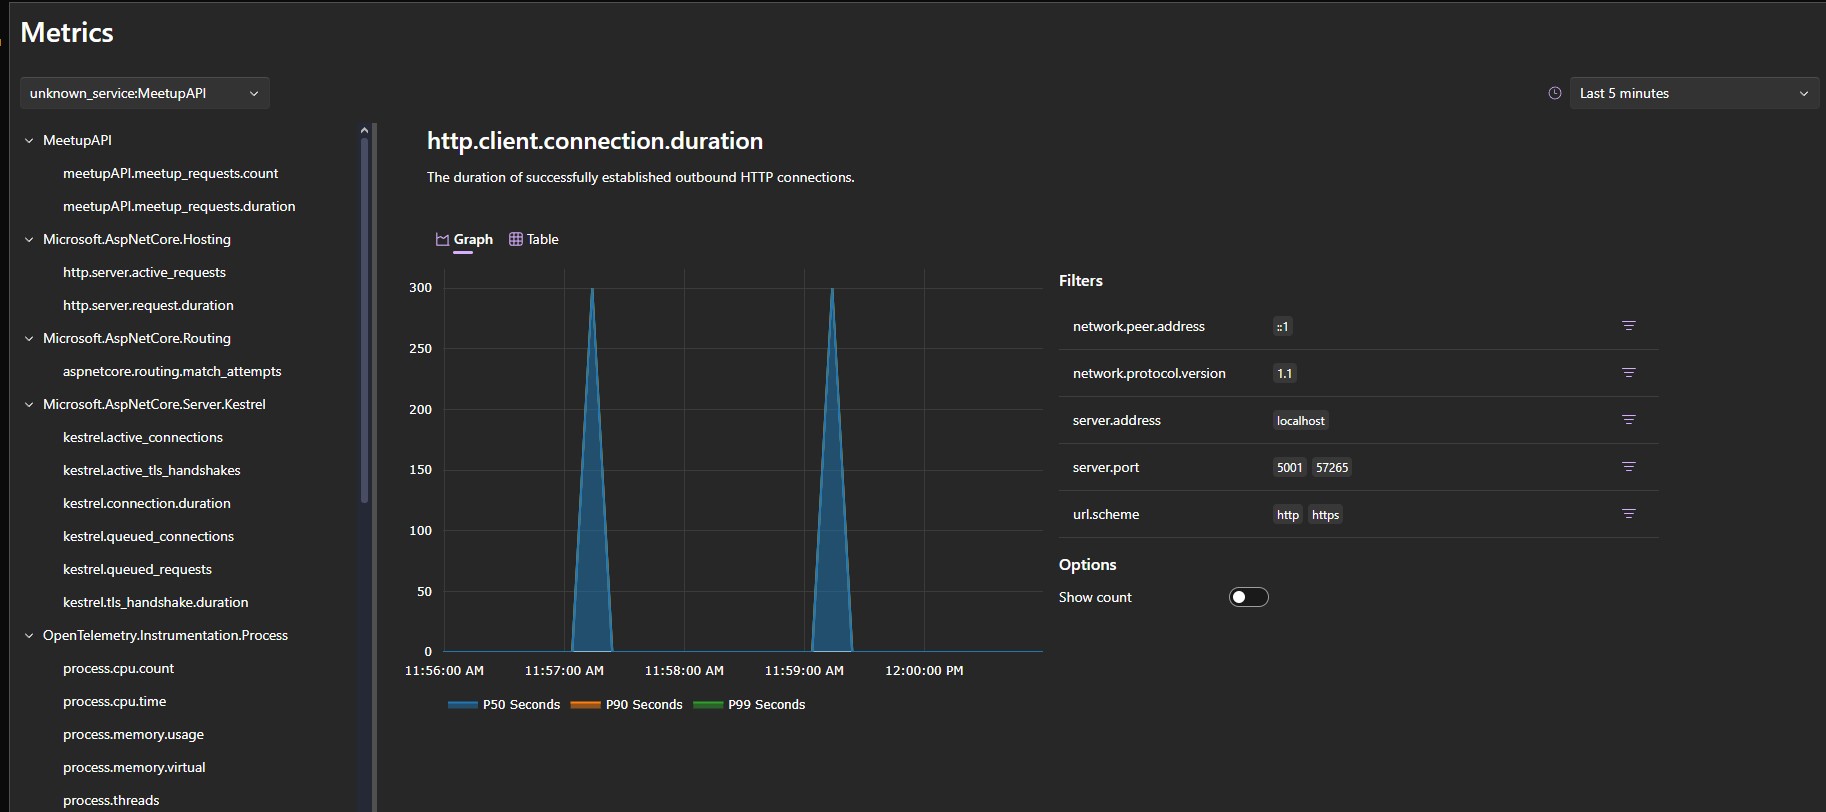 Metrics
unknown_service:MeetupAPI
Last 5 minutes
MeetupAPI
meetupAPI.meetup_requests.count
meetupAPI.meetup_requests.duration
Microsoft.AspNetCore.Hosting
http.server.active_requests
http.server.request.duration
Microsoft.AspNetCore.Routing
aspnetcore.routing.match_attempts
Microsoft.AspNetCore.Server.Kestrel
kestrel.active_connections
kestrel.active_tls_handshakes
kestrel.connection.duration
kestrel.queued_connections
kestrel.queued_requests
kestrel.tls_handshake.duration
OpenTelemetry.Instrumentation.Process
process.cpu.count
process.cpu.time
process.memory.usage
process.memory.virtual
process.threads
http.client.connection.duration
The duration of successfully established outbound HTTP connections.
Graph Table
300
250
200
150
100
50
0
11:56:00 AM 11:57:00 AM 11:58:00 AM 11:59:00 AM 12:00:00 PM
P50 Seconds P90 Seconds P99 Seconds
Filters
network.peer.address ::1
network.protocol.version 1.1
server.address localhost
server.port 5001 57265
url.scheme http https
Options
Show count